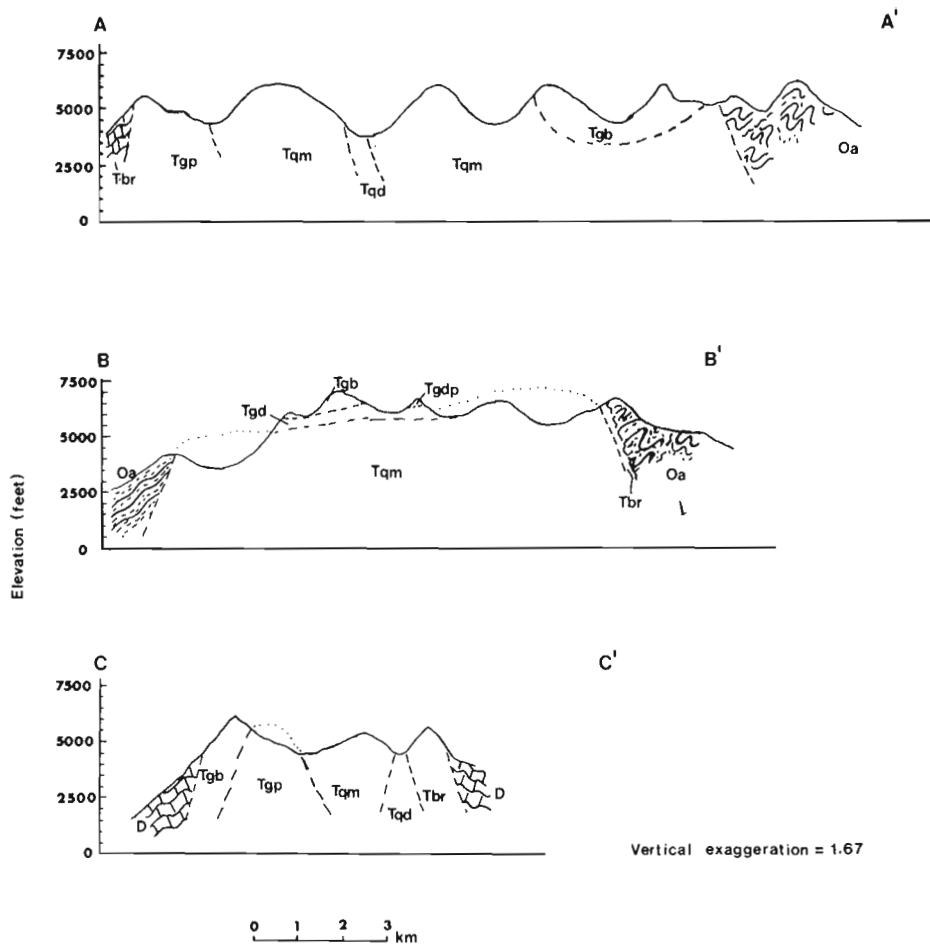 A A'
7500
5000
2500
0
Tbr Tgp Tqm Tqd Tqm Tgb Oa
B B'
7500
5000
2500
0
Oa Tgd Tgb Tgdp Tqm Tbr Oa
Elevation (feet)
C C'
7500
5000
2500
0
D Tgb Tgp Tqm Tqd Tbr D
Vertical exaggeration = 1.67
0 1 2 3 km